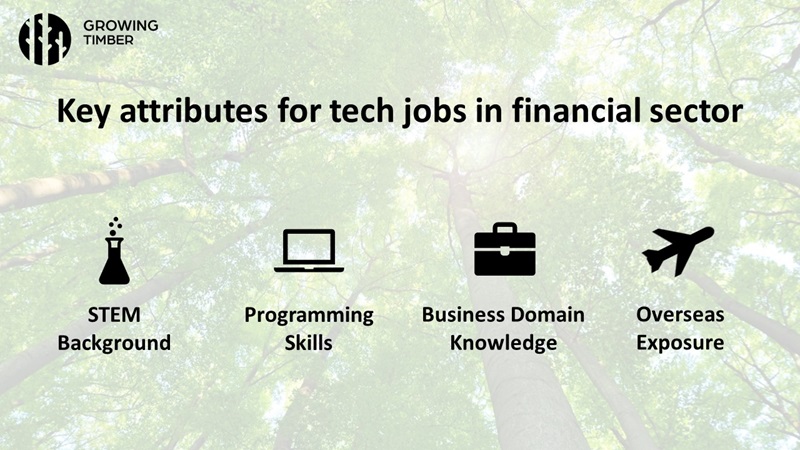 GROWING
TIMBER
Key attributes for tech jobs in financial sector
STEM
Background
Programming
Skills
Business Domain
Knowledge
Overseas
Exposure